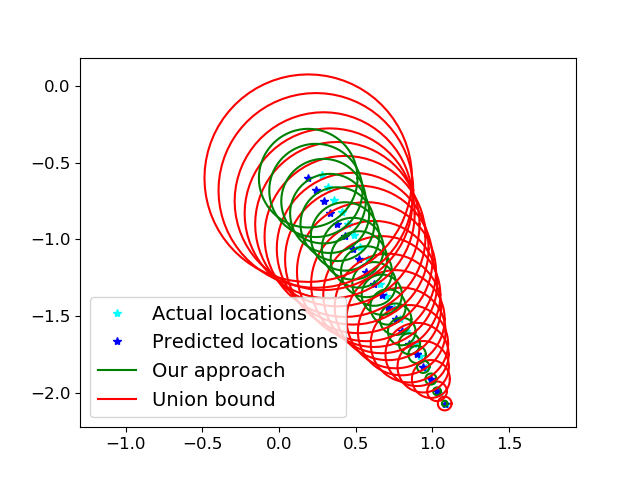 0.0
−0.5
−1.0
−1.5
−2.0
Actual locations
Predicted locations
Our approach
Union bound
−1.0 −0.5 0.0 0.5 1.0 1.5